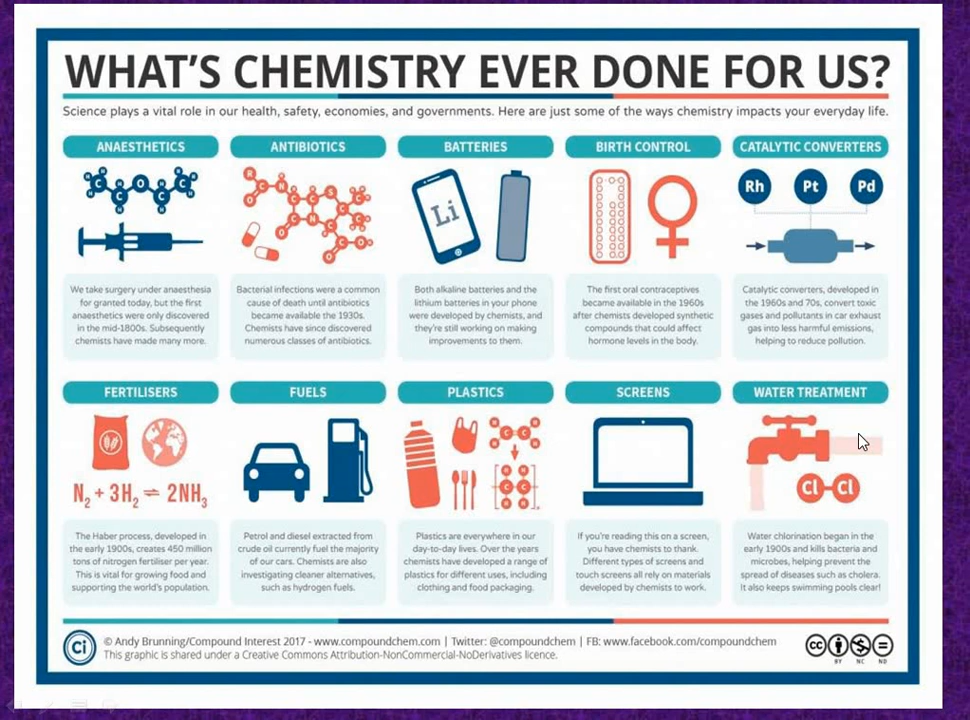 WHAT'S CHEMISTRY EVER DONE FOR US?
Science plays a vital role in our health, safety, economies, and governments. Here are just some of the ways chemistry impacts your everyday life.
ANAESTHETICS
We take surgery under anaesthesia
for granted today, but the first
anaesthetics were only discovered
in the mid-1800s. Subsequently
chemists have made many more.
ANTIBIOTICS
Bacterial infections were a common
cause of death until antibiotics
became available the 1930s.
Chemists have since discovered
numerous classes of antibiotics.
BATTERIES
Li
Both alkaline batteries and the
lithium batteries in your phone
were developed by chemists, and
they're still working on making
improvements to them.
BIRTH CONTROL
The first oral contraceptives
became available in the 1960s
after chemists developed synthetic
compounds that could affect
hormone levels in the body.
CATALYTIC CONVERTERS
Rh Pt Pd
Catalytic converters, developed in
the 1960s and 70s, convert toxic
gases and pollutants in car exhaust
gas into less harmful emissions,
helping to reduce pollution.
FERTILISERS
N₂ + 3H₂ ⇌ 2NH₃
The Haber process, developed in
the early 1900s, creates 450 million
tons of nitrogen fertiliser per year.
This is vital for growing food and
supporting the world's population.
FUELS
Petrol and diesel extracted from
crude oil currently fuel the majority
of our cars. Chemists are also
investigating cleaner alternatives,
such as hydrogen fuels.
PLASTICS
Plastics are everywhere in our
day-to-day lives. Over the years
chemists have developed a range of
plastics for different uses, including
clothing and food packaging.
SCREENS
If you're reading this on a screen,
you have chemists to thank.
Different types of screens and
touch screens all rely on materials
developed by chemists to work.
WATER TREATMENT
Cl Cl
Water chlorination began in the
early 1900s and kills bacteria and
microbes, helping prevent the
spread of diseases such as cholera.
It also keeps swimming pools clear!
Ci
© Andy Brunning/Compound Interest 2017 - www.compoundchem.com | Twitter: @compoundchem | FB: www.facebook.com/compoundchem
This graphic is shared under a Creative Commons Attribution-NonCommercial-NoDerivatives licence.
cc
BY NC ND